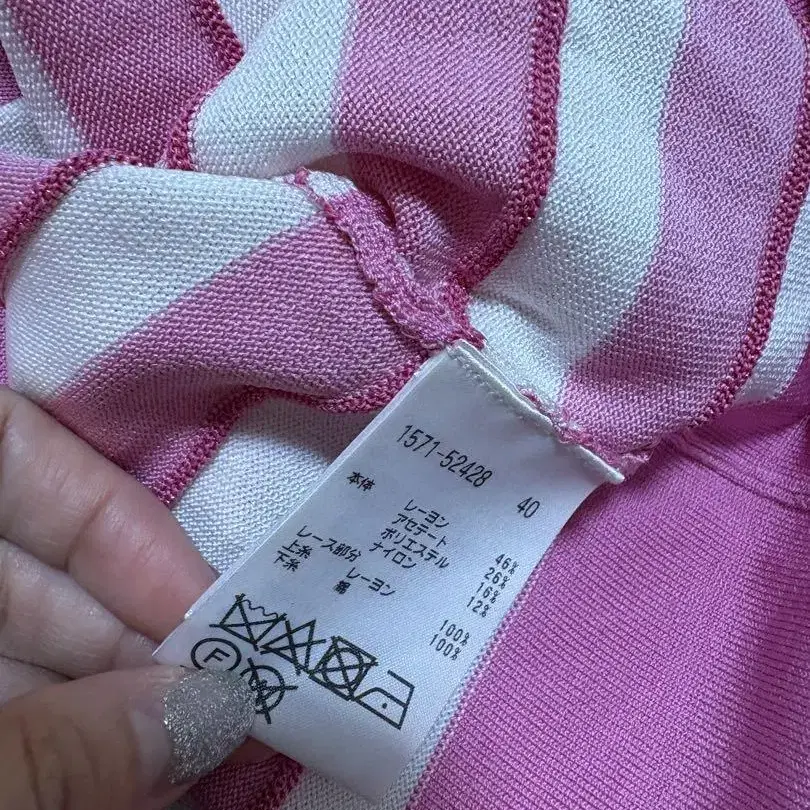 1571-52428 40
本体
レーヨン 46%
アセテート 26%
ポリエステル 16%
ナイロン 12%
レース部分
上糸 レーヨン 100%
下糸 綿 100%
F